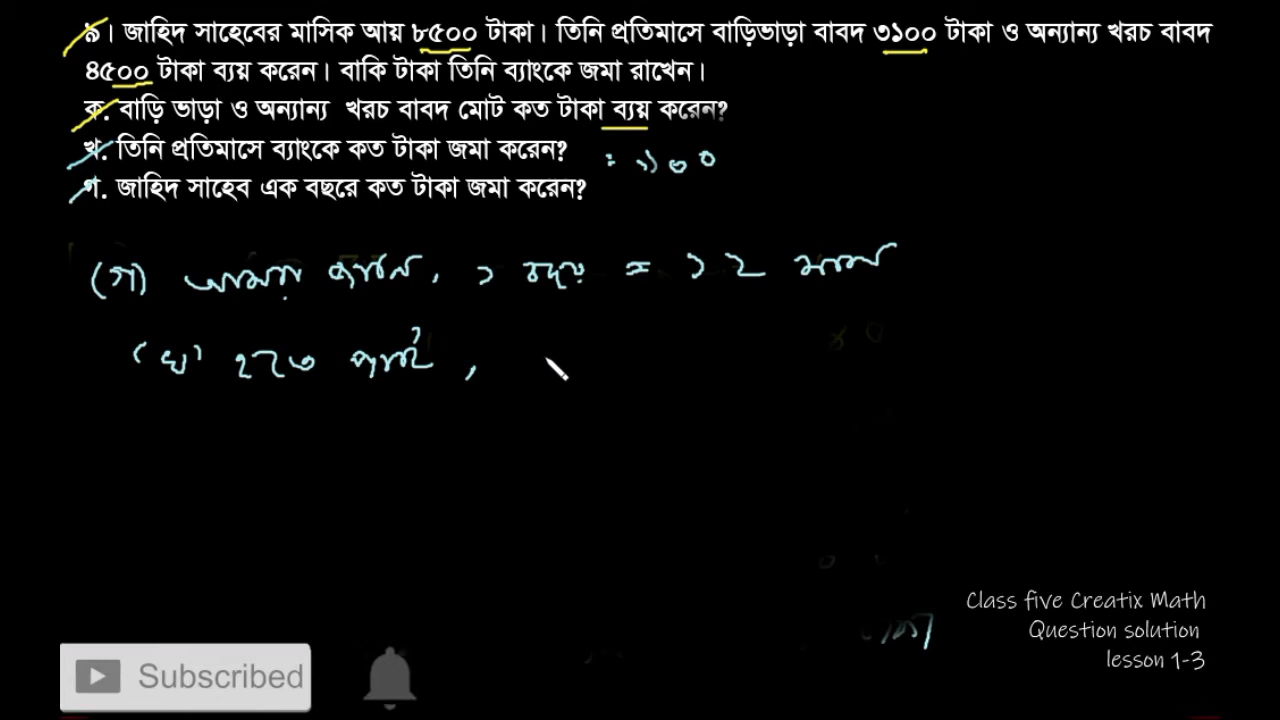 ৯। জাহিদ সাহেবের মাসিক আয় ৮৫০০ টাকা। তিনি প্রতিমাসে বাড়িভাড়া বাবদ ৩১০০ টাকা ও অন্যান্য খরচ বাবদ
৪৫০০ টাকা ব্যয় করেন। বাকি টাকা তিনি ব্যাংকে জমা রাখেন।
ক. বাড়ি ভাড়া ও অন্যান্য খরচ বাবদ মোট কত টাকা ব্যয় করেন?
খ. তিনি প্রতিমাসে ব্যাংকে কত টাকা জমা করেন?
গ. জাহিদ সাহেব এক বছরে কত টাকা জমা করেন?
(গ) আমরা জানি, ১ বছর = ১২ মাস
(খ) হতে পাই,
Class five Creatix Math
Question solution
lesson 1-3
Subscribed